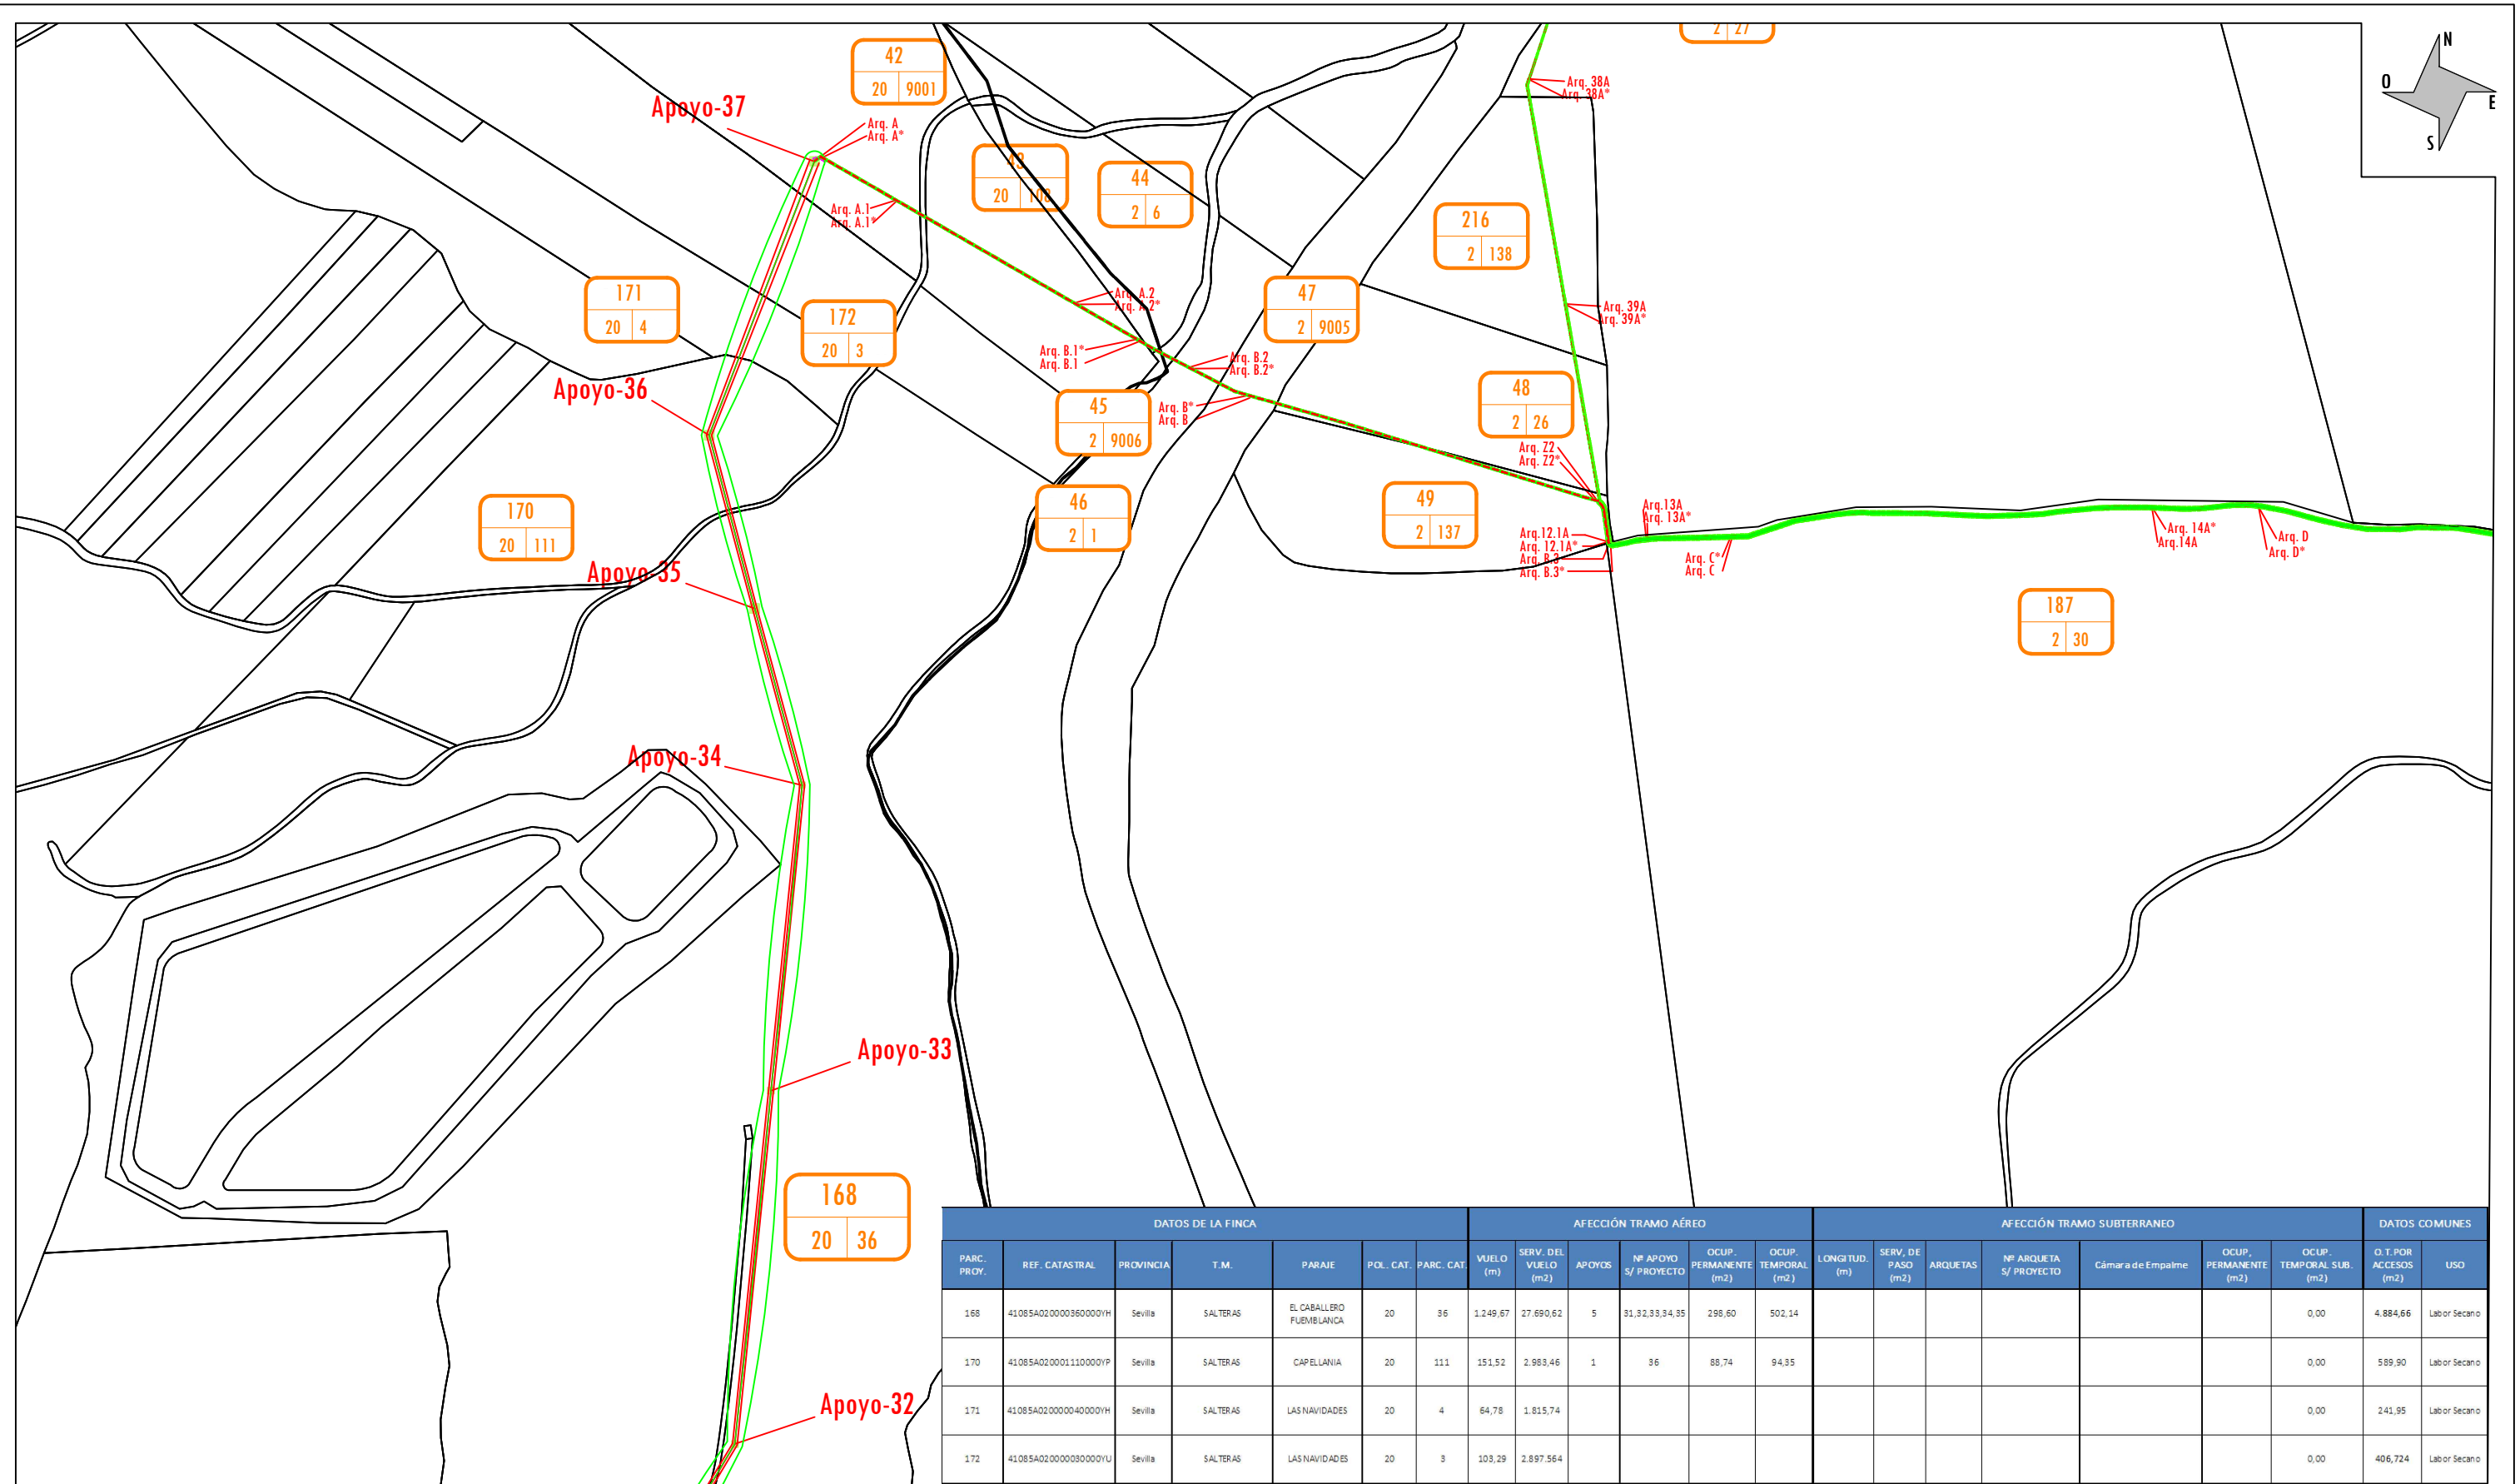 2 27
N
O
E
S
42
20 9001
Arq. 38A
Arq. 38A*
Apoyo-37
Arq. A
Arq. A*
43
20 108
44
2 6
Arq. A.1
Arq. A.1*
216
2 138
171
20 4
172
20 3
Arq. A.2
Arq. A.2*
47
2 9005
Arq. 39A
Arq. 39A*
Arq. B.1*
Arq. B.1
Arq. B.2
Arq. B.2*
Apoyo-36
45
2 9006
Arq. B*
Arq. B
48
2 26
Arq. Z2
Arq. Z2*
170
20 111
46
2 1
49
2 137
Arq.13A
Arq. 13A*
Arq.12.1A
Arq. 12.1A*
Arq. B.3
Arq. B.3*
Arq. C*
Arq. C
Arq. 14A*
Arq.14A
Arq. D
Arq. D*
Apoyo-35
187
2 30
Apoyo-34
Apoyo-33
168
20 36
Apoyo-32
DATOS DE LA FINCA AFECCIÓN TRAMO AÉREO AFECCIÓN TRAMO SUBTERRANEO DATOS COMUNES
PARC. PROY. REF. CATASTRAL PROVINCIA T.M. PARAJE POL. CAT. PARC. CAT. VUELO (m) SERV. DEL VUELO (m2) APOYOS Nº APOYO S/ PROYECTO OCUP. PERMANENTE (m2) OCUP. TEMPORAL (m2) LONGITUD. (m) SERV, DE PASO (m2) ARQUETAS Nº ARQUETA S/ PROYECTO Cámara de Empalme OCUP, PERMANENTE (m2) OCUP. TEMPORAL SUB. (m2) O.T.POR ACCESOS (m2) USO
168 41085A020000360000YH Sevilla SALTERAS EL CABALLERO FUEMBLANCA 20 36 1.249,67 27.690,62 5 31,32,33,34,35 298,60 502,14 0,00 4.884,66 Labor Secano
170 41085A020001110000YP Sevilla SALTERAS CAPELLANIA 20 111 151,52 2.983,46 1 36 88,74 94,35 0,00 589,90 Labor Secano
171 41085A020000040000YH Sevilla SALTERAS LAS NAVIDADES 20 4 64,78 1.815,74 0,00 241,95 Labor Secano
172 41085A020000030000YU Sevilla SALTERAS LAS NAVIDADES 20 3 103,29 2.897.564 0,00 406,724 Labor Secano